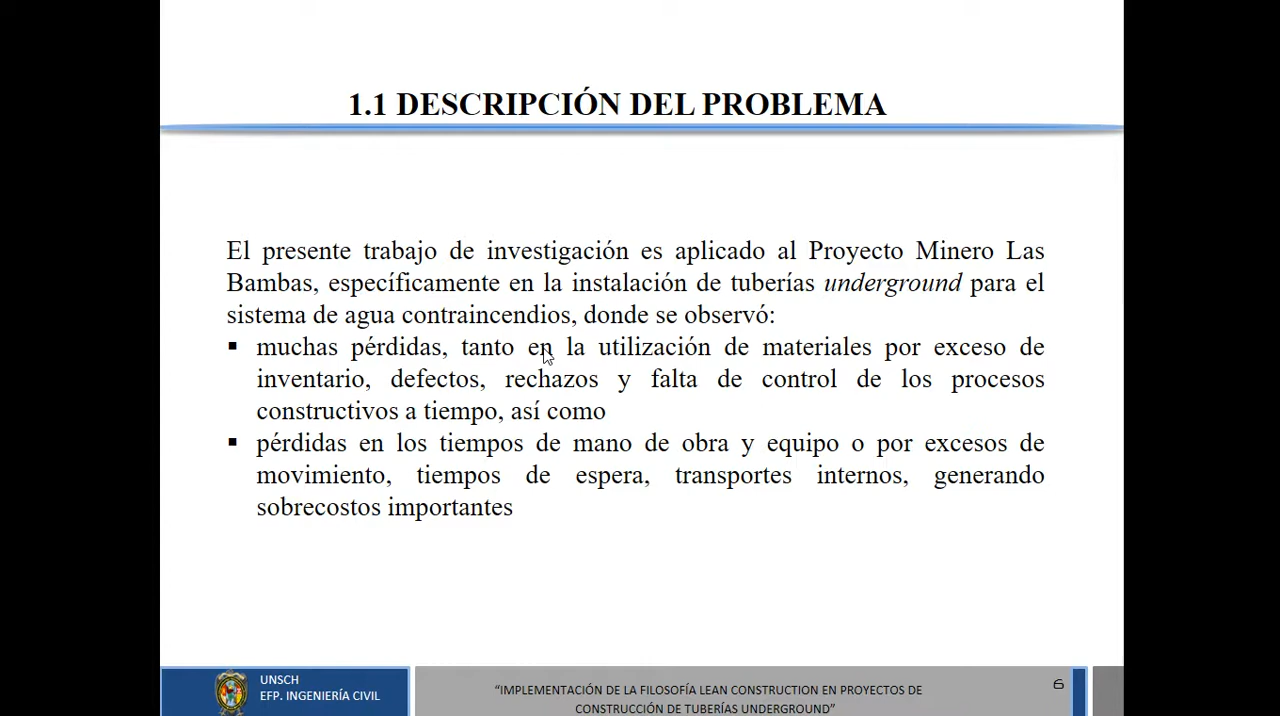 1.1 DESCRIPCIÓN DEL PROBLEMA
El presente trabajo de investigación es aplicado al Proyecto Minero Las
Bambas, específicamente en la instalación de tuberías underground para el
sistema de agua contraincendios, donde se observó:
▪ muchas pérdidas, tanto en la utilización de materiales por exceso de
inventario, defectos, rechazos y falta de control de los procesos
constructivos a tiempo, así como
▪ pérdidas en los tiempos de mano de obra y equipo o por excesos de
movimiento, tiempos de espera, transportes internos, generando
sobrecostos importantes
UNSCH
EFP. INGENIERÍA CIVIL
“IMPLEMENTACIÓN DE LA FILOSOFÍA LEAN CONSTRUCTION EN PROYECTOS DE
CONSTRUCCIÓN DE TUBERÍAS UNDERGROUND”
6